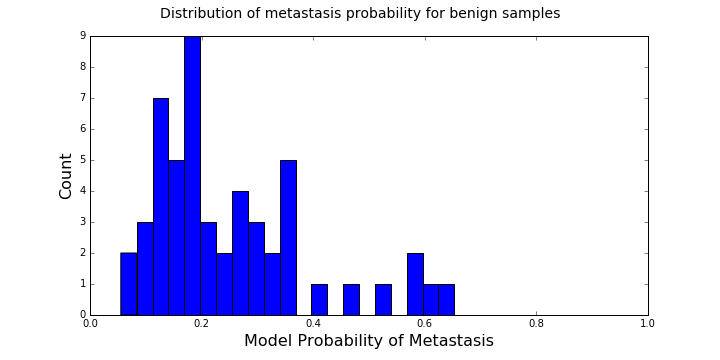 Distribution of metastasis probability for benign samples
9
8
7
6
5
4
3
2
1
0
Count
0.0 0.2 0.4 0.6 0.8 1.0
Model Probability of Metastasis